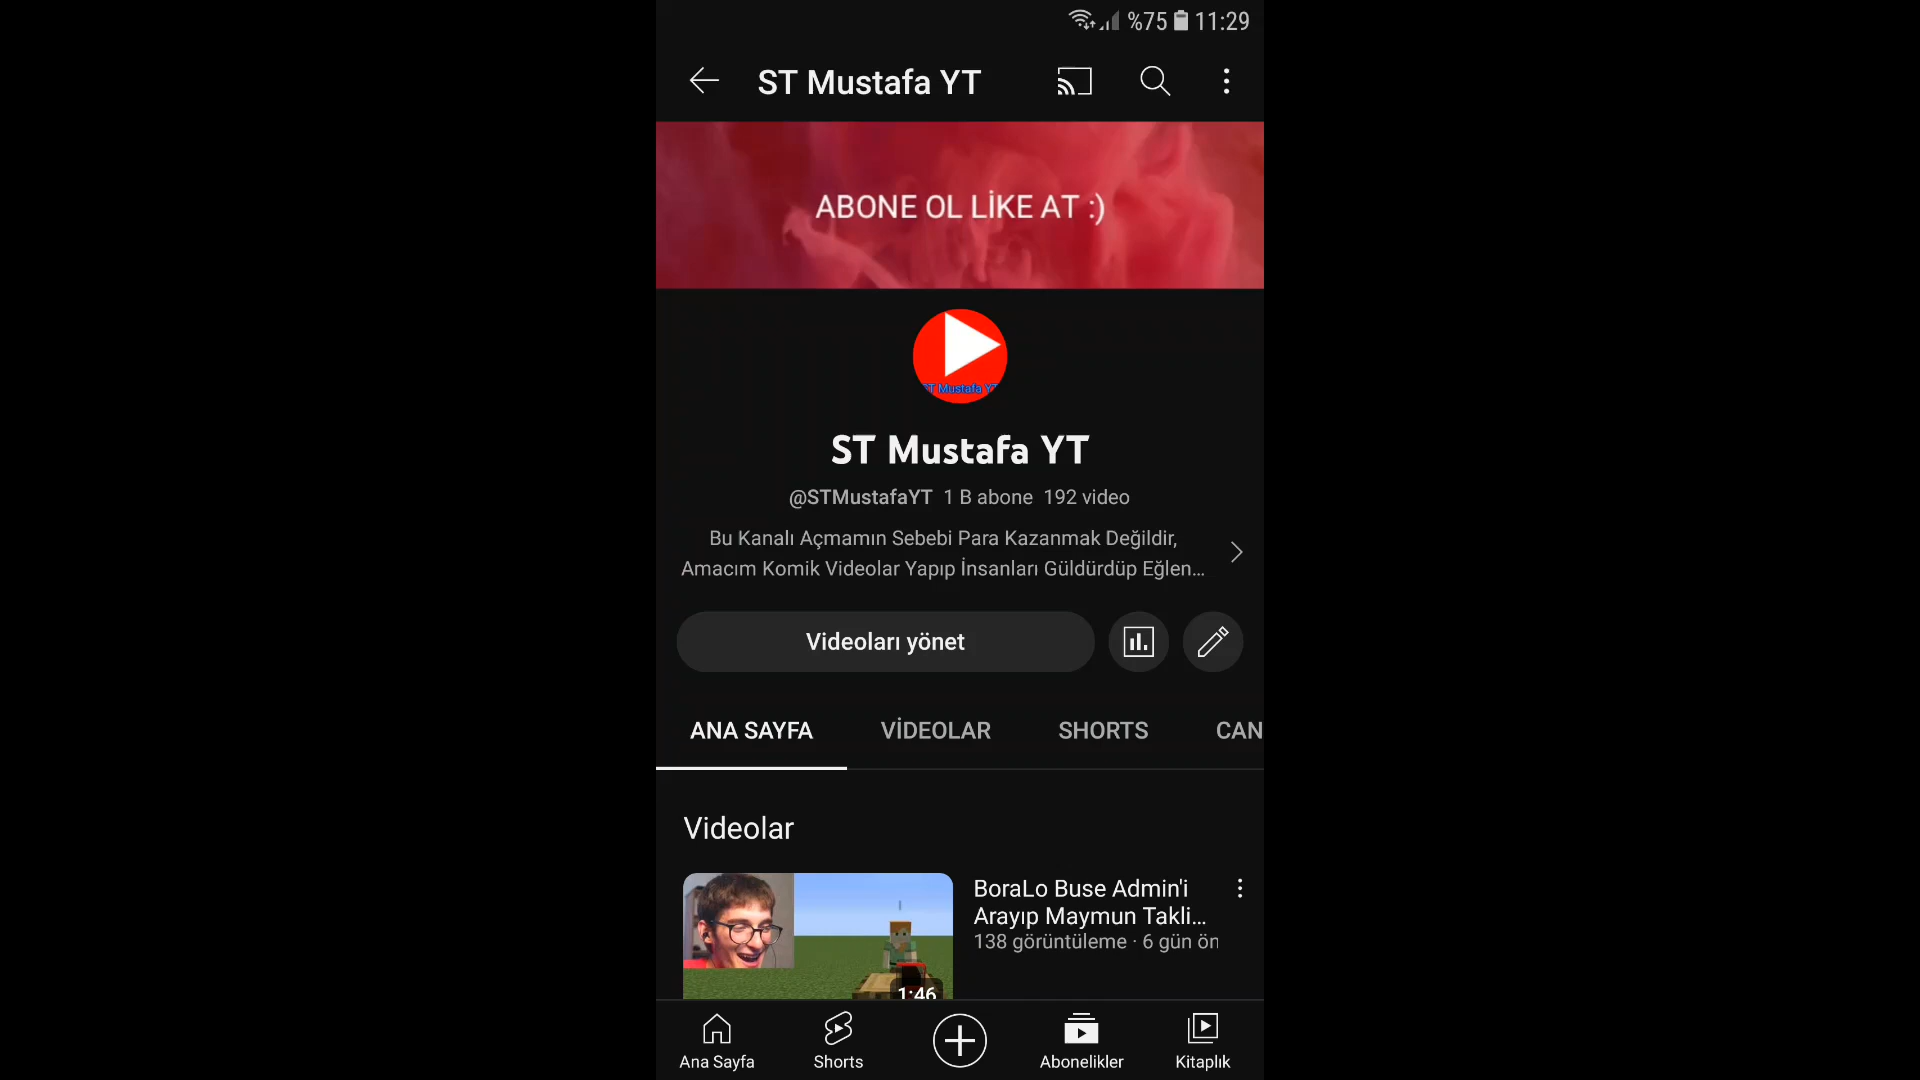 %75 11:29
ST Mustafa YT
ABONE OL LİKE AT :)
ST Mustafa YT
ST Mustafa YT
@STMustafaYT 1 B abone 192 video
Bu Kanalı Açmamın Sebebi Para Kazanmak Değildir,
Amacım Komik Videolar Yapıp İnsanları Güldürdüp Eğlen...
Videoları yönet
ANA SAYFA VİDEOLAR SHORTS CAN
Videolar
BoraLo Buse Admin'i
Arayıp Maymun Takli...
138 görüntüleme · 6 gün ön
1:46
Ana Sayfa Shorts Abonelikler Kitaplık